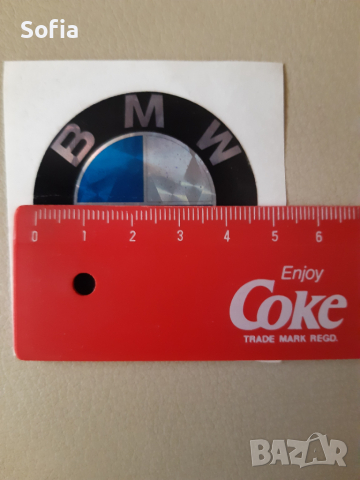 Sofia
BMW
0 1 2 3 4 5 6
Enjoy
Coke
TRADE MARK REGD.
BAZAR